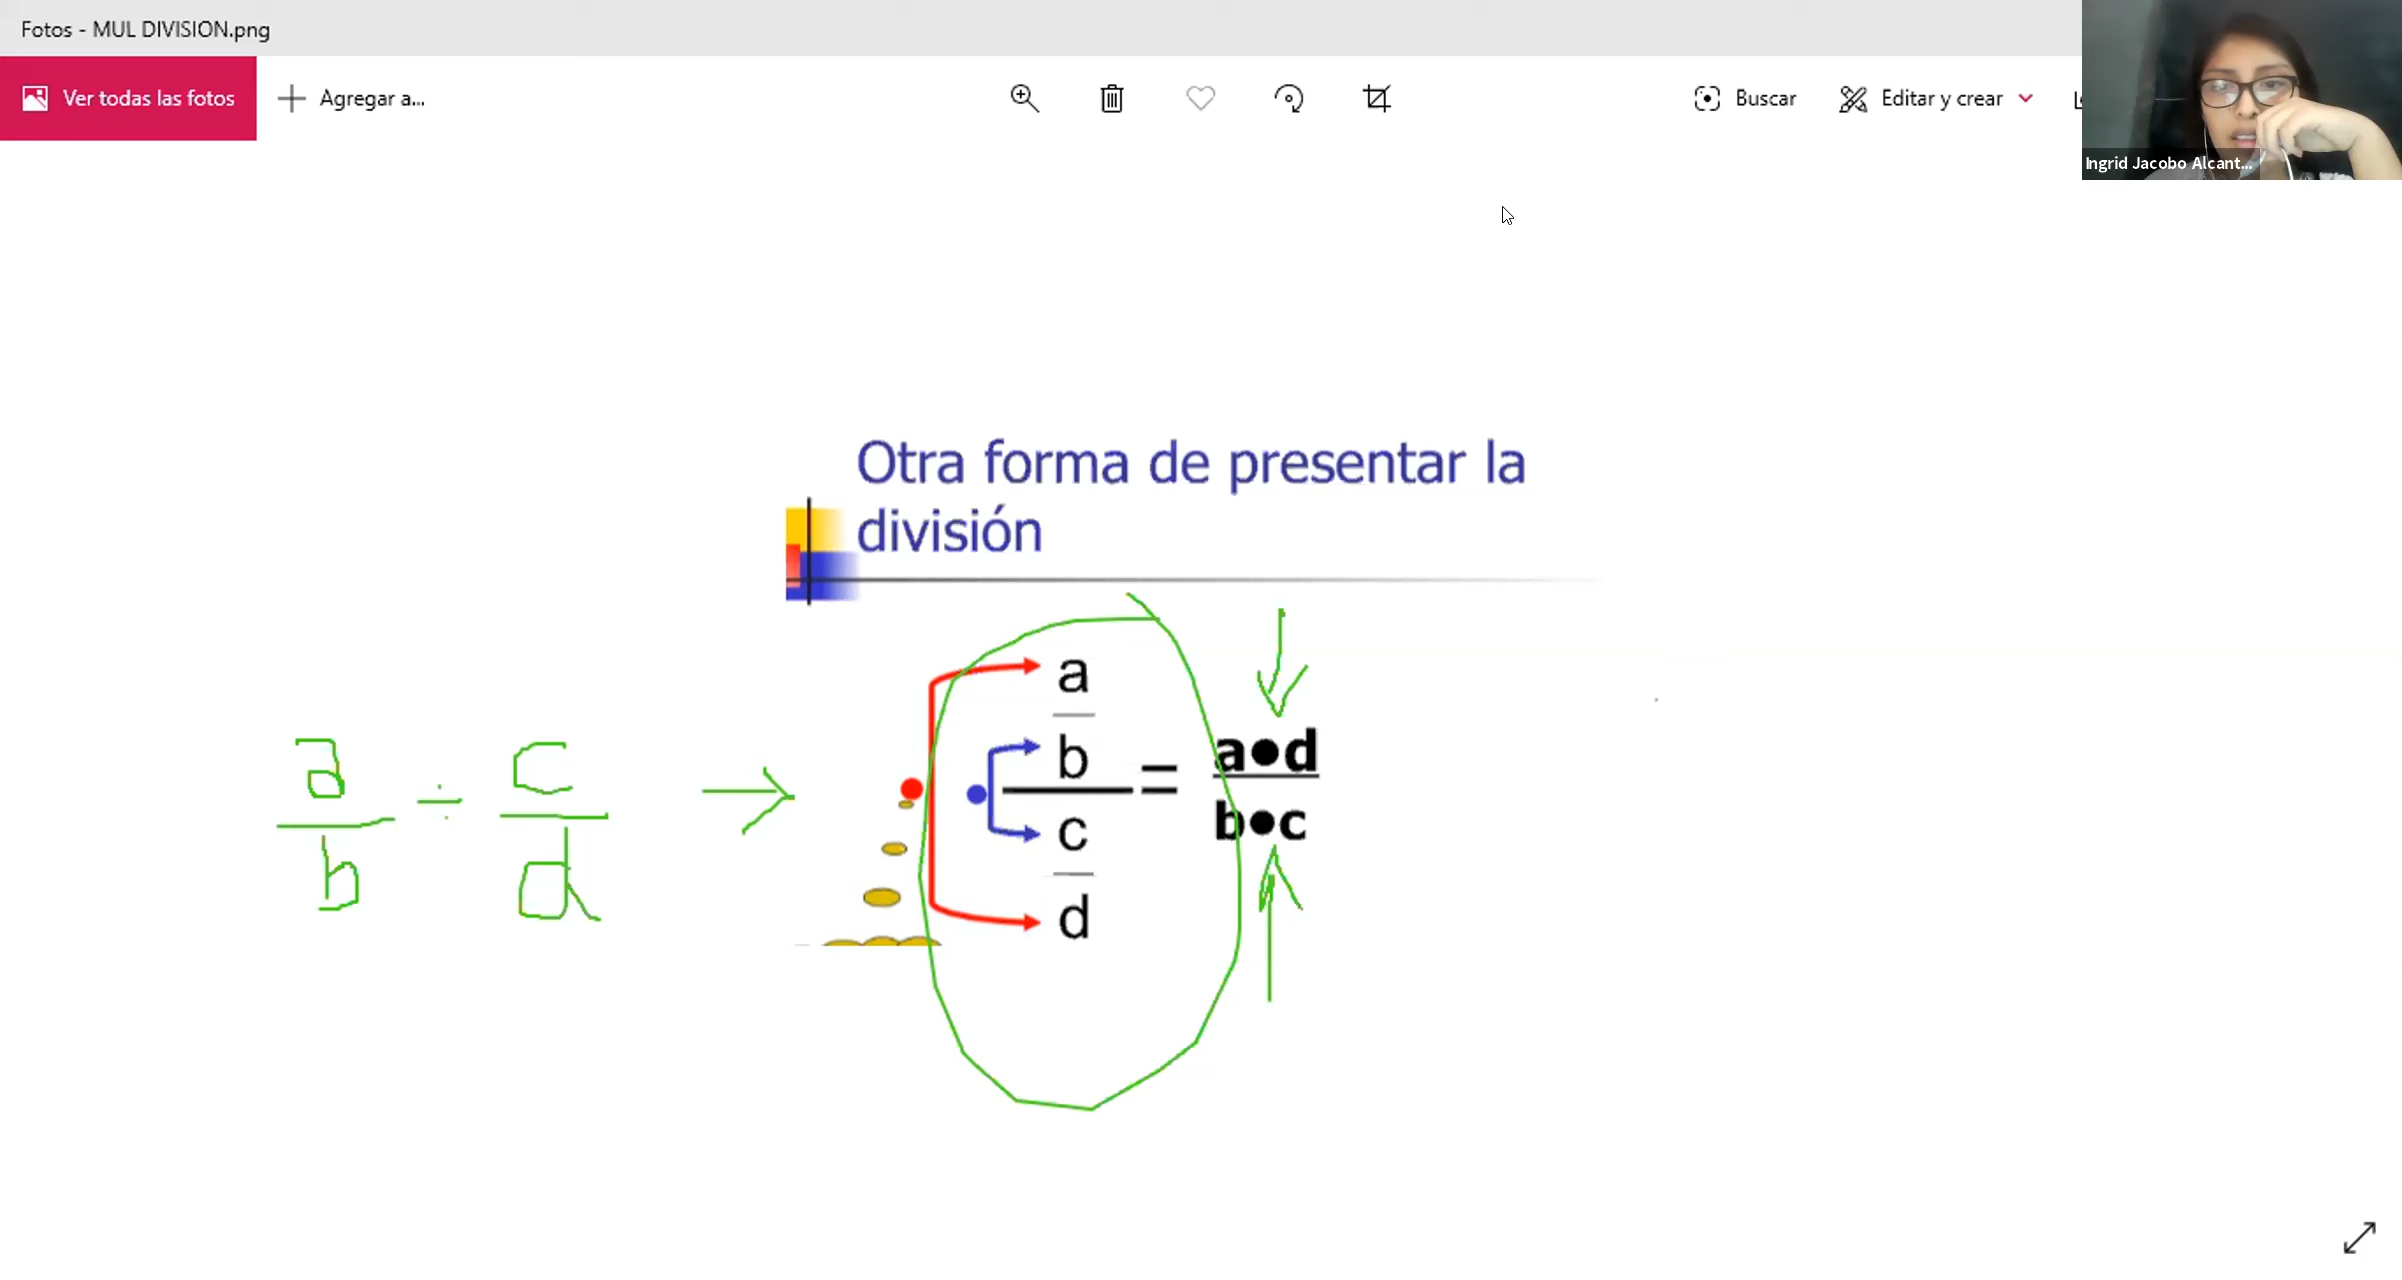 Fotos - MUL DIVISION.png
Ver todas las fotos
Agregar a...
Buscar
Editar y crear
Ingrid Jacobo Alcant...
Otra forma de presentar la
división
a/b ÷ c/d → a/b / c/d = a●d / b●c